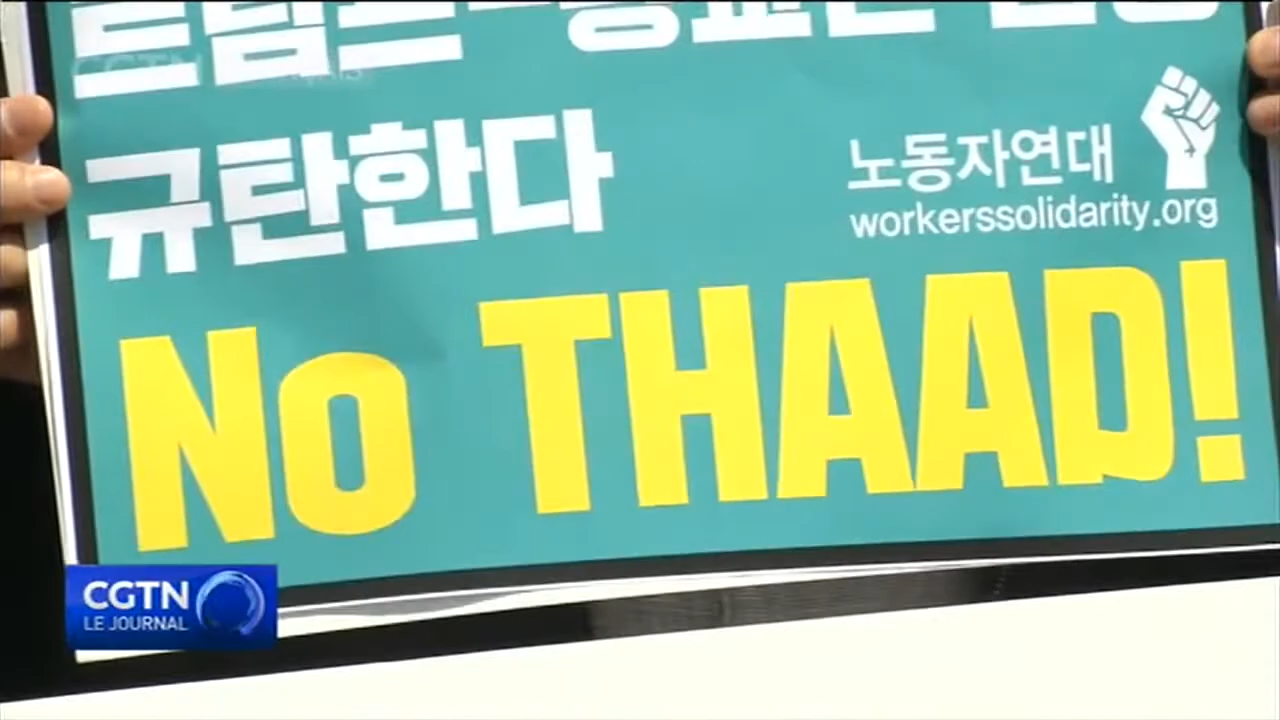 규탄한다
노동자연대
workerssolidarity.org
No THAAD!
CGTN
LE JOURNAL